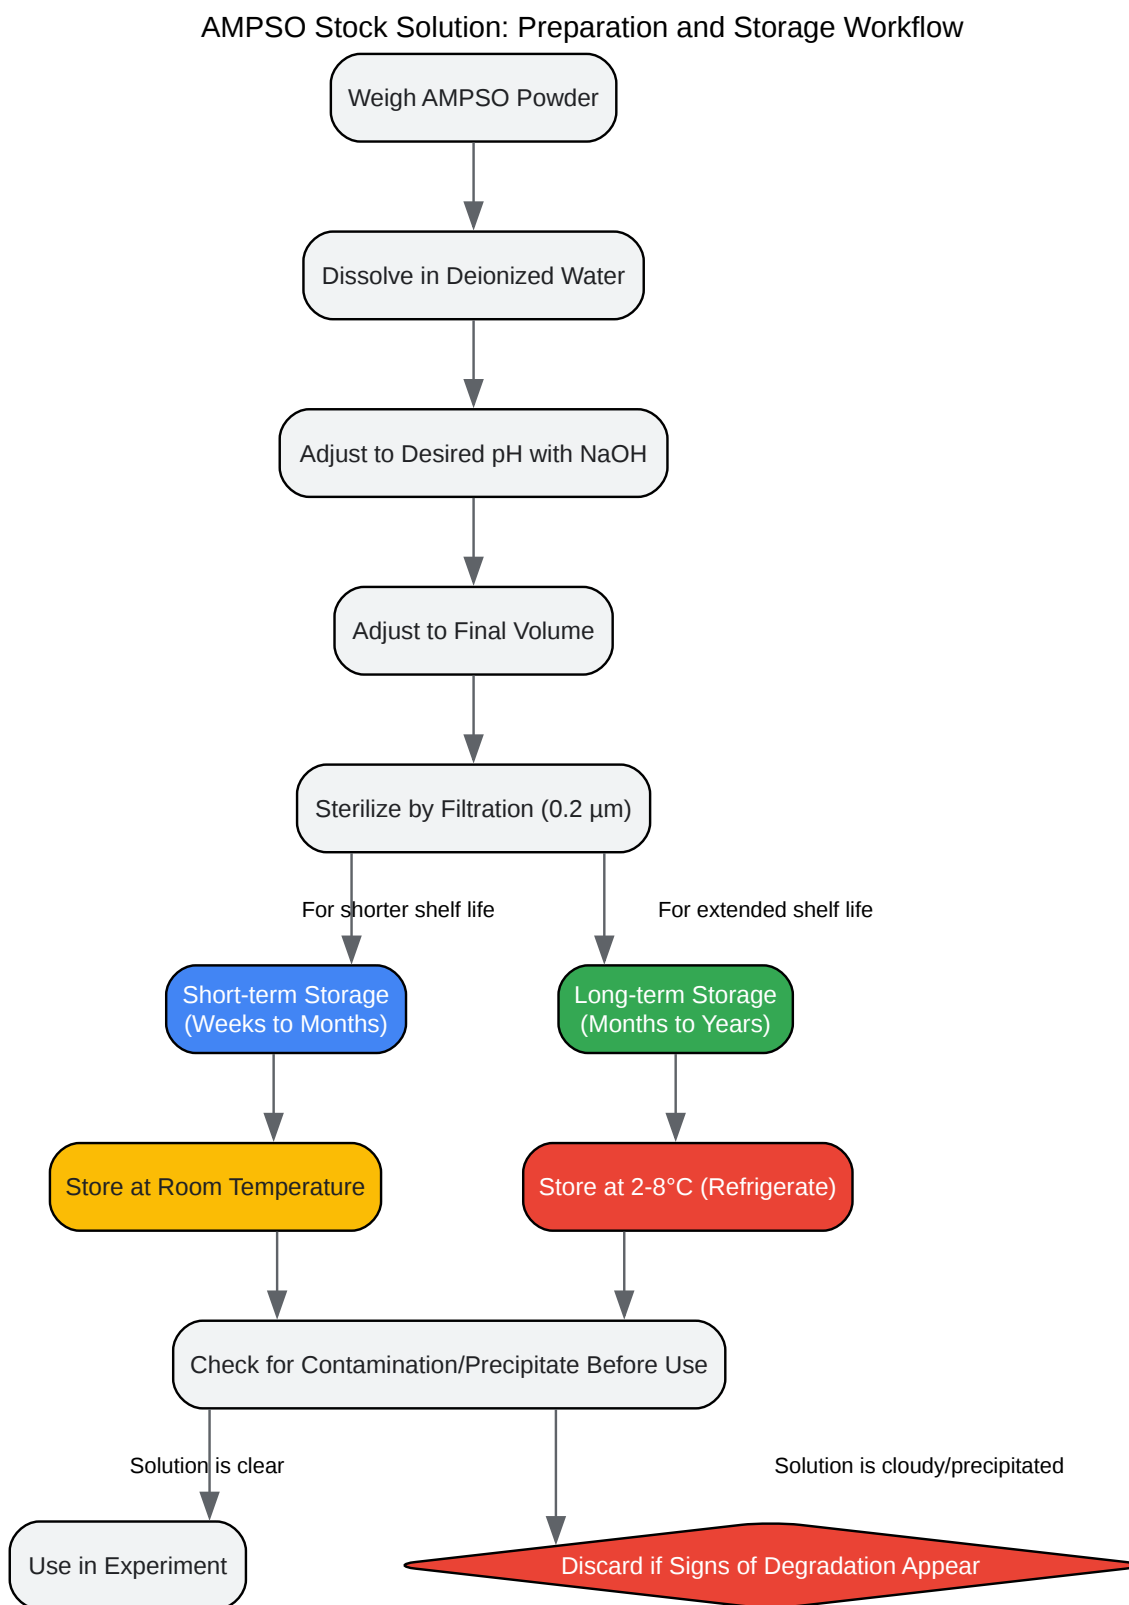 AMPSO Stock Solution: Preparation and Storage Workflow
Weigh AMPSO Powder
Dissolve in Deionized Water
Adjust to Desired pH with NaOH
Adjust to Final Volume
Sterilize by Filtration (0.2 µm)
For shorter shelf life
For extended shelf life
Short-term Storage
(Weeks to Months)
Long-term Storage
(Months to Years)
Store at Room Temperature
Store at 2-8°C (Refrigerate)
Check for Contamination/Precipitate Before Use
Solution is clear
Solution is cloudy/precipitated
Use in Experiment
Discard if Signs of Degradation Appear